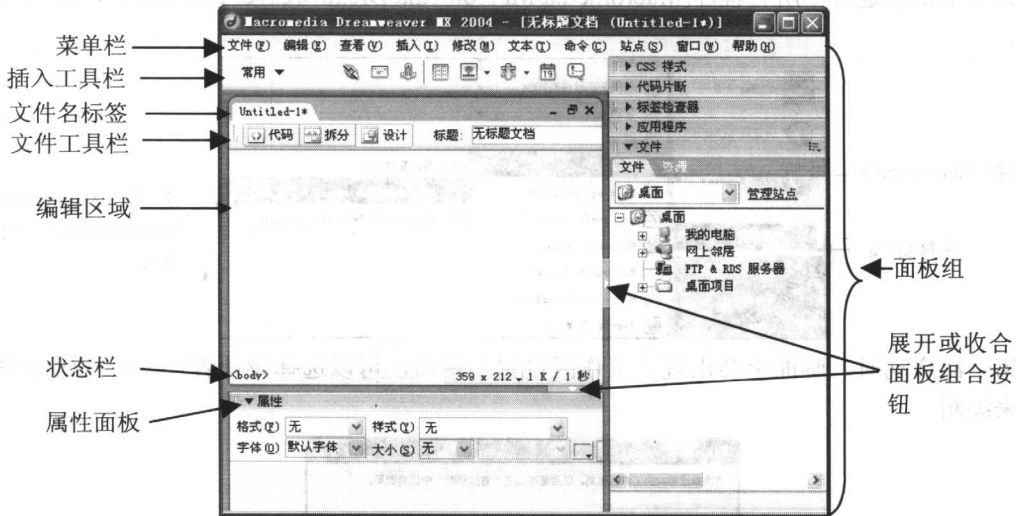 Macromedia Dreamweaver MX 2004 - [无标题文档 (Untitled-1*)]
菜单栏
文件(F) 编辑(E) 查看(V) 插入(I) 修改(M) 文本(T) 命令(C) 站点(S) 窗口(W) 帮助(H)
插入工具栏
常用
CSS 样式
代码片断
标签检查器
应用程序
文件
文件名标签
Untitled-1*
文件工具栏
代码 拆分 设计 标题: 无标题文档
文件 资源
桌面 管理站点
编辑区域
桌面
我的电脑
网上邻居
FTP & RDS 服务器
桌面项目
面板组
展开或收合
面板组合按
钮
状态栏
<body> 359 x 212 1 K / 1 秒
属性面板
属性
格式(F) 无 样式(Y) 无
字体(O) 默认字体 大小(S) 无